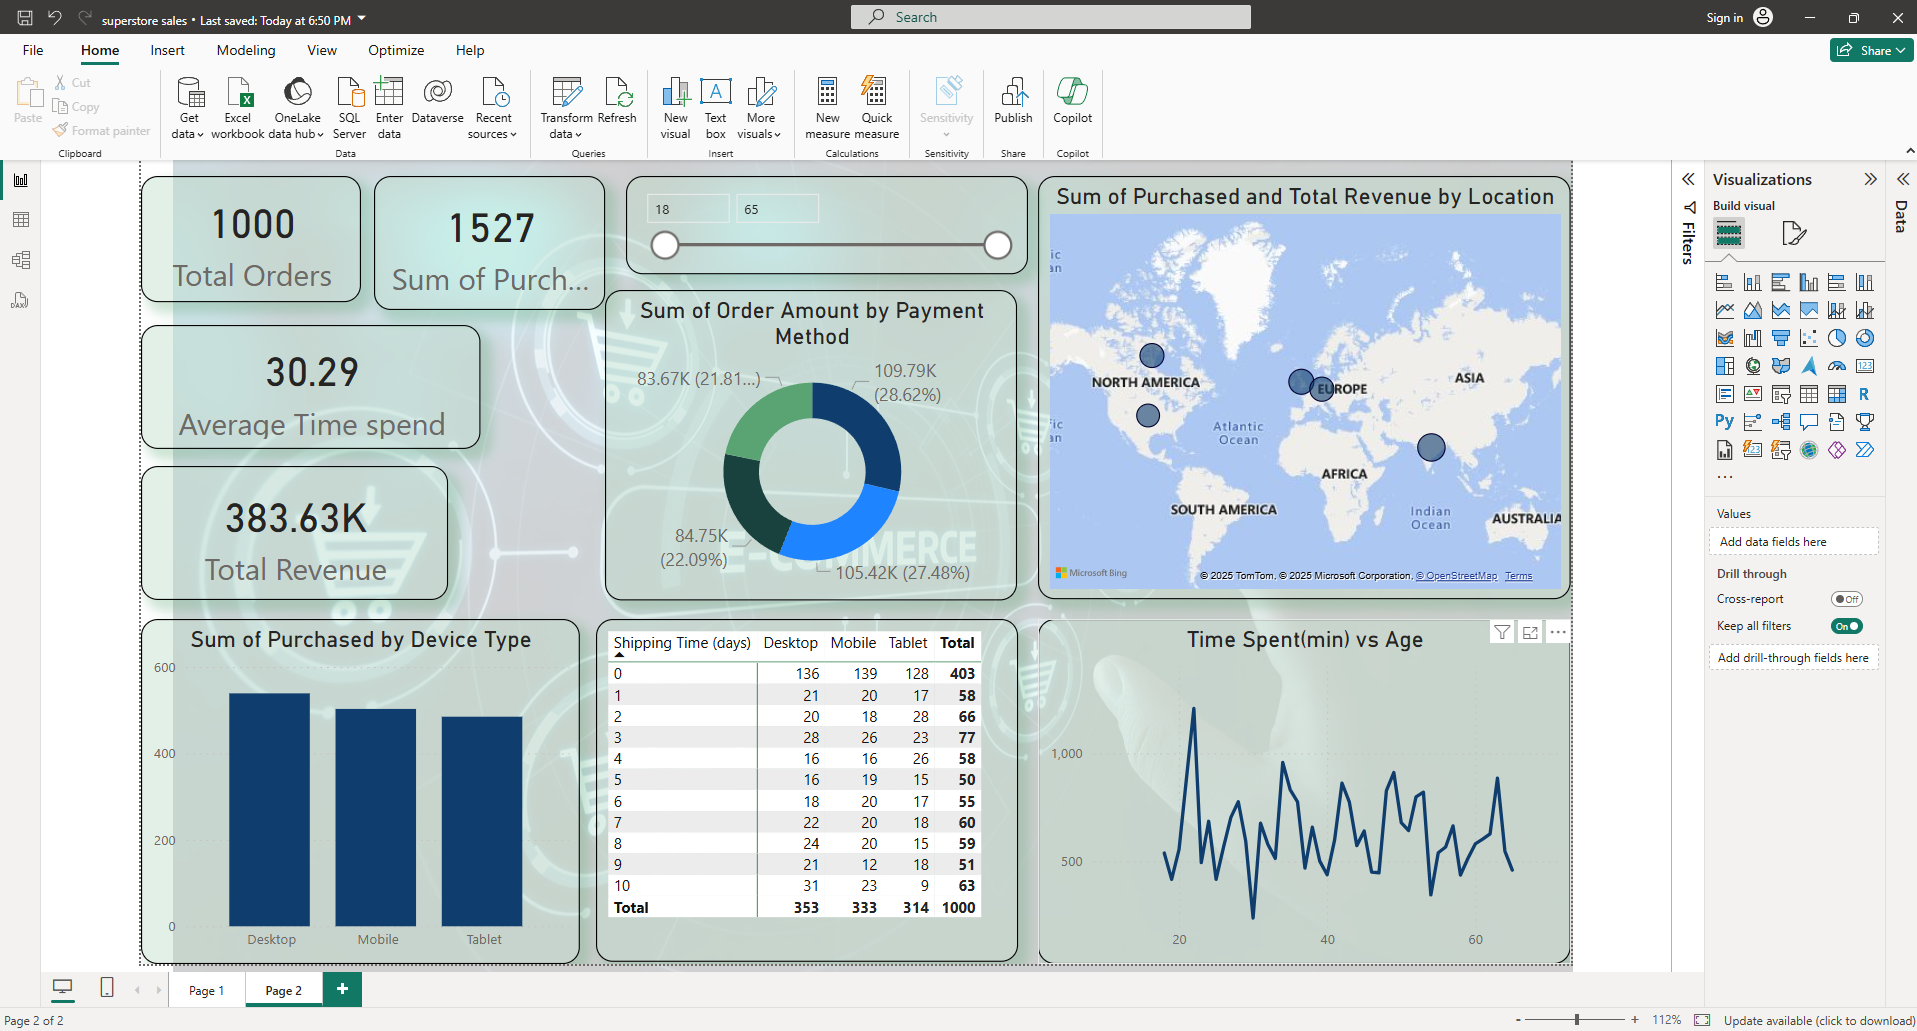 superstore sales • Last saved: Today at 6:50 PM
Search
Sign in
File Home Insert Modeling View Optimize Help
Share
Paste
Cut
Copy
Format painter
Clipboard
Get data
Excel workbook
OneLake data hub
SQL Server
Enter data
Dataverse
Recent sources
Data
Transform data
Refresh
Queries
New visual
Text box
More visuals
Insert
New measure
Quick measure
Calculations
Sensitivity
Sensitivity
Publish
Share
Copilot
Copilot
1000
Total Orders
1527
Sum of Purch...
18 65
30.29
Average Time spend
383.63K
Total Revenue
Sum of Order Amount by Payment
Method
83.67K (21.81...)
109.79K
(28.62%)
84.75K
(22.09%)
105.42K (27.48%)
E-COMMERCE
Sum of Purchased and Total Revenue by Location
NORTH AMERICA
EUROPE
ASIA
Atlantic
Ocean
AFRICA
SOUTH AMERICA
Indian
Ocean
AUSTRALIA
Microsoft Bing
© 2025 TomTom, © 2025 Microsoft Corporation, © OpenStreetMap Terms
Sum of Purchased by Device Type
600
400
200
0
Desktop Mobile Tablet
Shipping Time (days) Desktop Mobile Tablet Total
0 136 139 128 403
1 21 20 17 58
2 20 18 28 66
3 28 26 23 77
4 16 16 26 58
5 16 19 15 50
6 18 20 17 55
7 22 20 18 60
8 24 20 15 59
9 21 12 18 51
10 31 23 9 63
Total 353 333 314 1000
Time Spent(min) vs Age
1,000
500
20 40 60
Filters
Visualizations
Build visual
R
Py
123
...
Values
Add data fields here
Drill through
Cross-report
Off
Keep all filters
On
Add drill-through fields here
Data
Page 1
Page 2
+
Page 2 of 2
- + 112%
Update available (click to download)